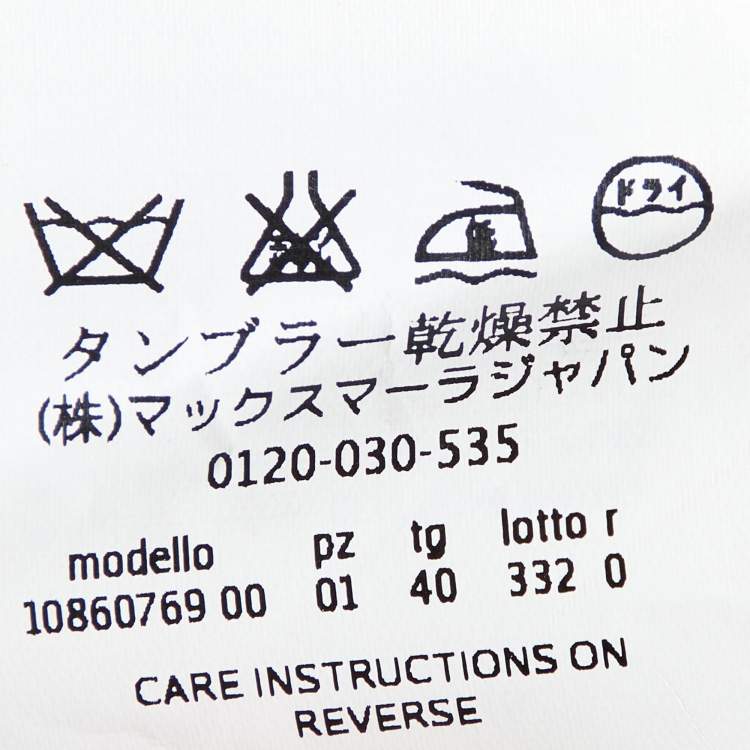 ドライ
低
タンブラー乾燥禁止
(株)マックスマーラジャパン
0120-030-535
modello pz tg lotto r
10860769 00 01 40 332 0
CARE INSTRUCTIONS ON
REVERSE